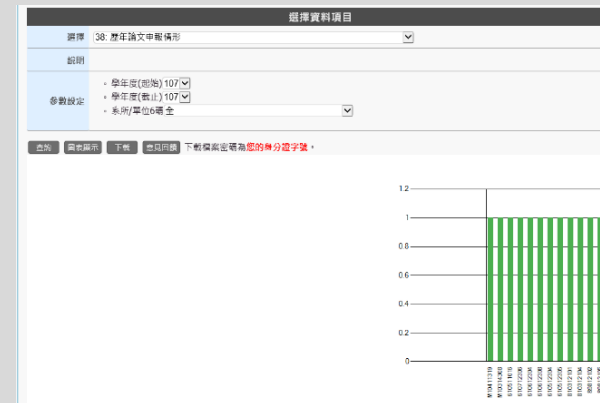 選擇資料項目
選擇 38: 歷年論文申報情形
說明
參數設定
學年度(起始) 107
學年度(截止) 107
系所/單位6碼 全
查詢 圖表顯示 下載 意見回饋 下載檔案密碼為您的身分證字號。
1.2
1
0.8
0.6
0.4
0.2
0